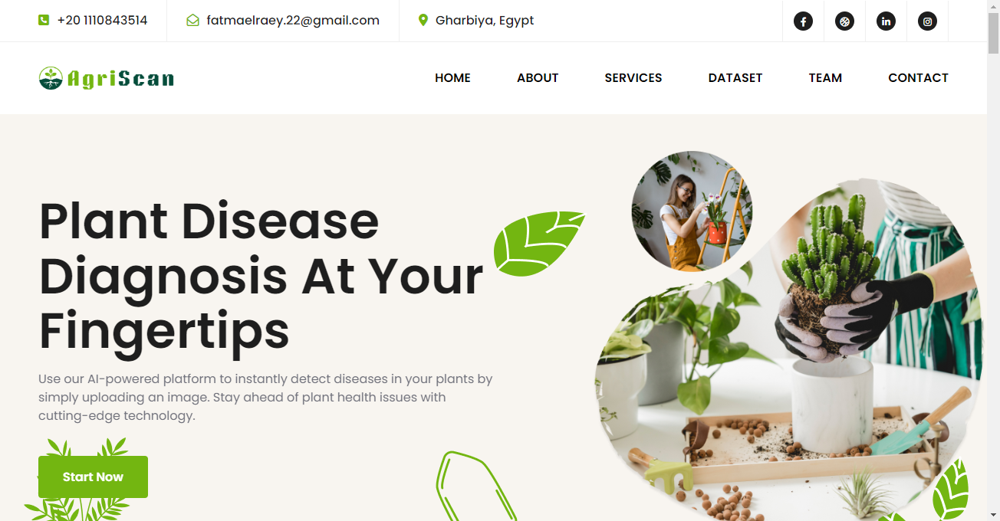 +20 1110843514
fatmaelraey.22@gmail.com
Gharbiya, Egypt
AgriScan
HOME
ABOUT
SERVICES
DATASET
TEAM
CONTACT
Plant Disease
Diagnosis At Your
Fingertips
Use our AI-powered platform to instantly detect diseases in your plants by
simply uploading an image. Stay ahead of plant health issues with
cutting-edge technology.
Start Now